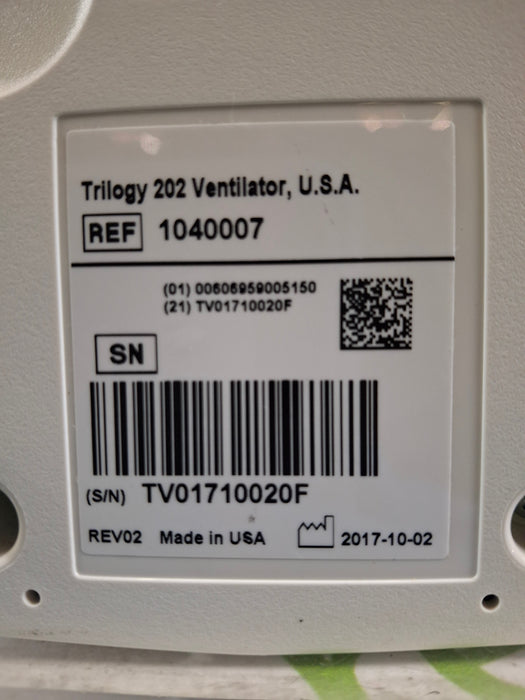 Trilogy 202 Ventilator, U.S.A.
REF 1040007
(01) 00606959005150
(21) TV01710020F
SN
(S/N) TV01710020F
REV02 Made in USA 2017-10-02